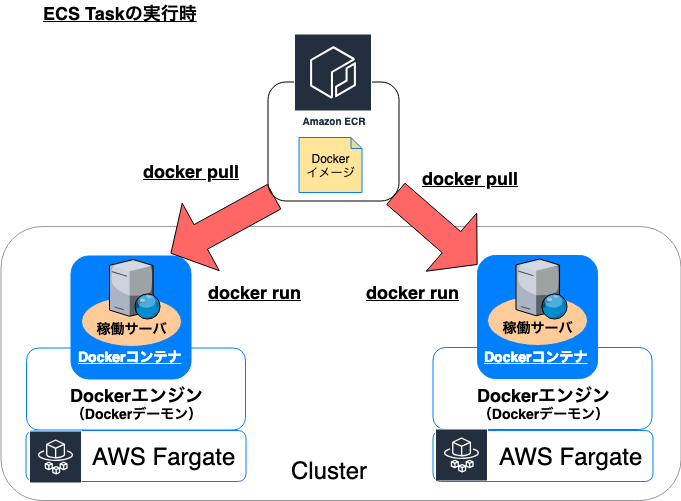 ECS Taskの実行時
Amazon ECR
Docker
イメージ
docker pull
docker pull
docker run
docker run
稼働サーバ
Dockerコンテナ
稼働サーバ
Dockerコンテナ
Dockerエンジン
（Dockerデーモン）
Dockerエンジン
（Dockerデーモン）
AWS Fargate
AWS Fargate
Cluster